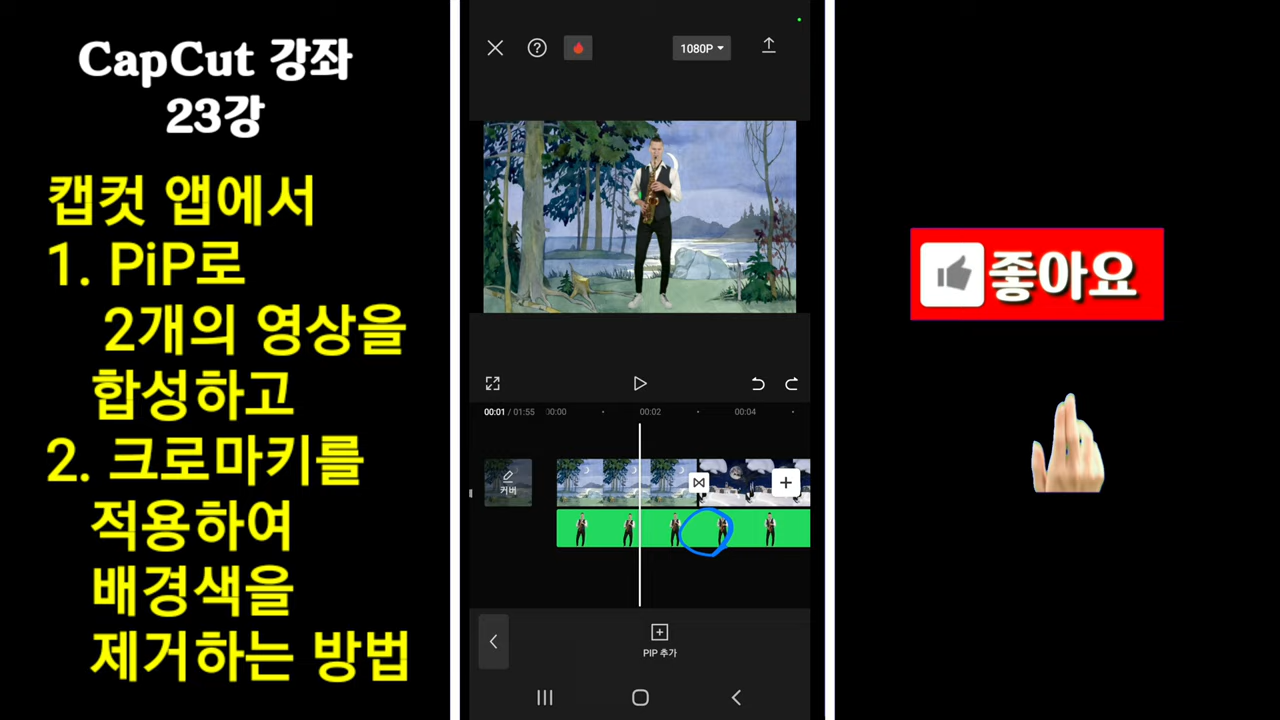 CapCut 강좌
23강
캡컷 앱에서
1. PiP로
2개의 영상을
합성하고
2. 크로마키를
적용하여
배경색을
제거하는 방법
1080P
00:01 / 01:55
00:00
00:02
00:04
커버
PIP 추가
좋아요